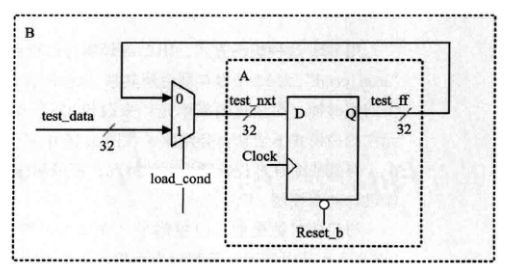 B
A
0
test_nxt
test_ff
test_data
1
D
Q
32
32
32
Clock
load_cond
Reset_b